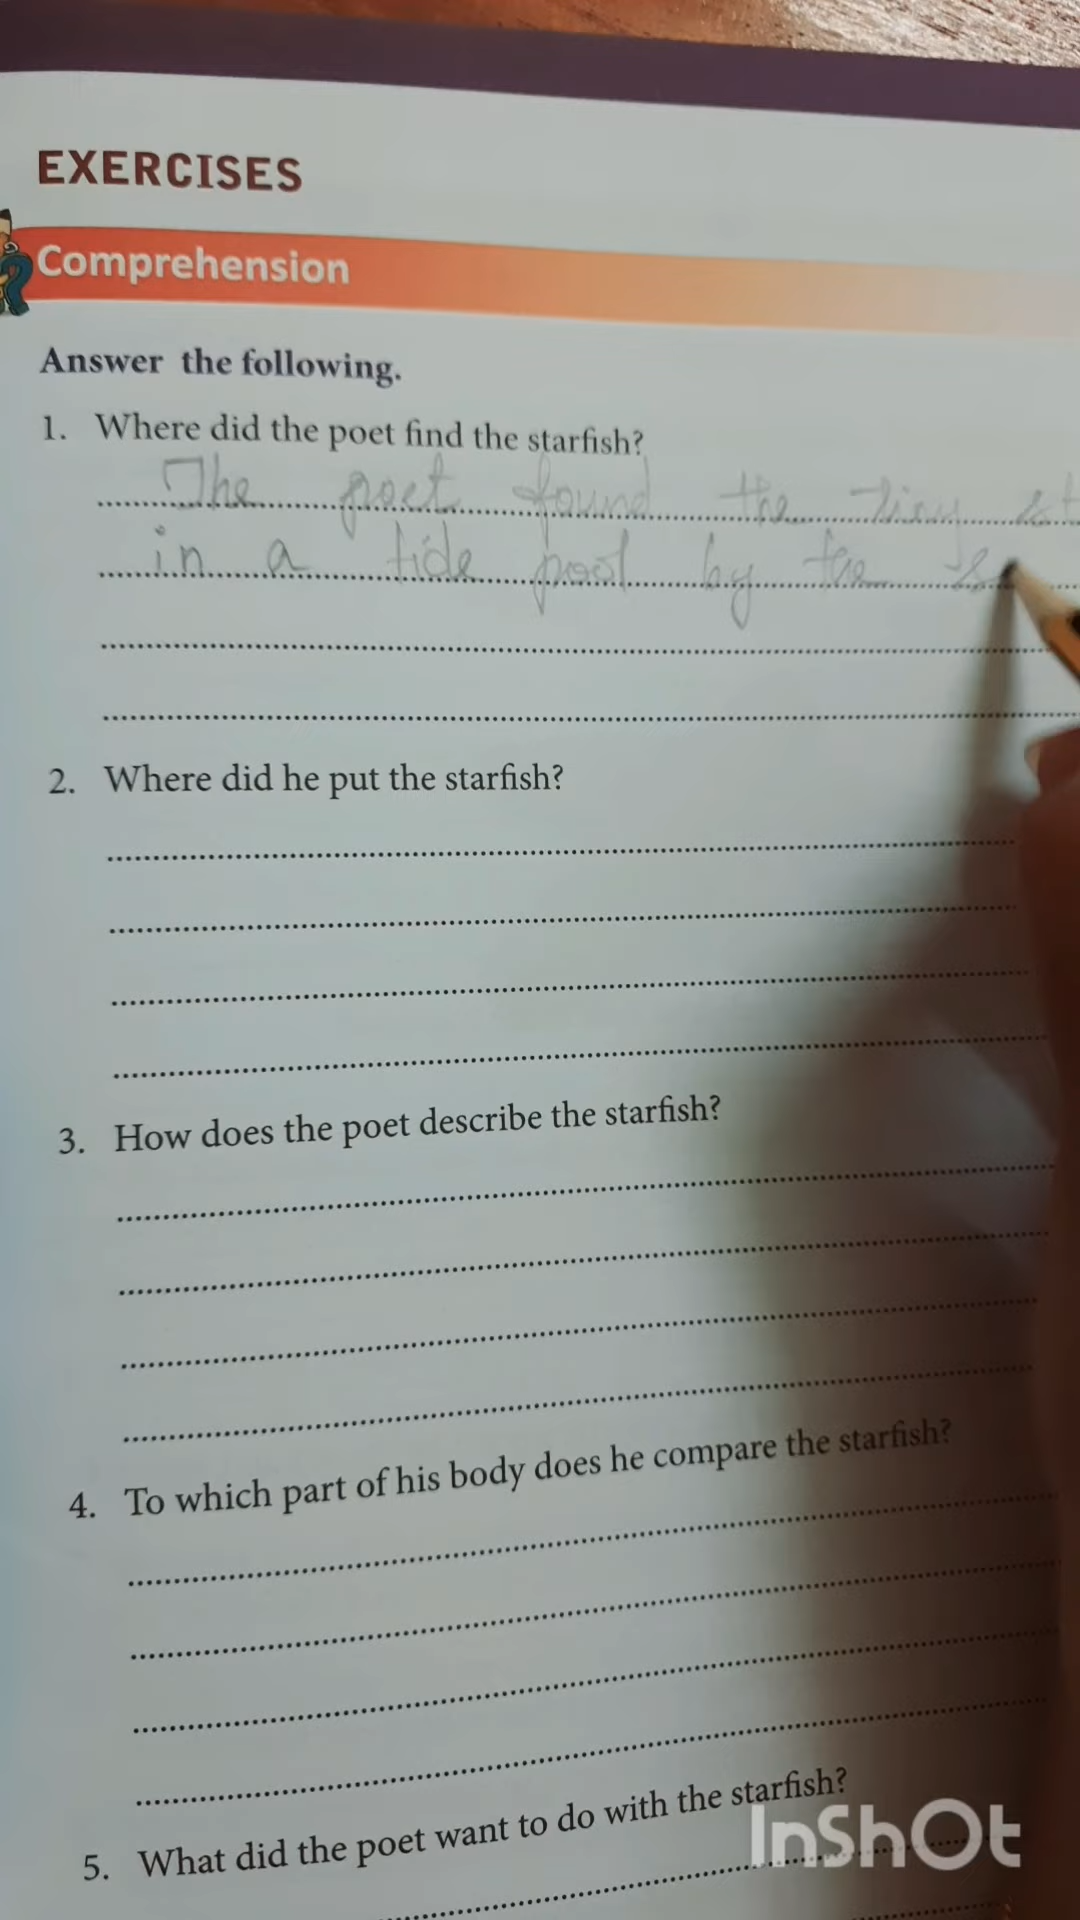 EXERCISES
Comprehension
Answer the following.
1. Where did the poet find the starfish?
The poet found the tiny st
in a tide pool by the s
2. Where did he put the starfish?
3. How does the poet describe the starfish?
4. To which part of his body does he compare the starfish?
5. What did the poet want to do with the starfish?
InShOt